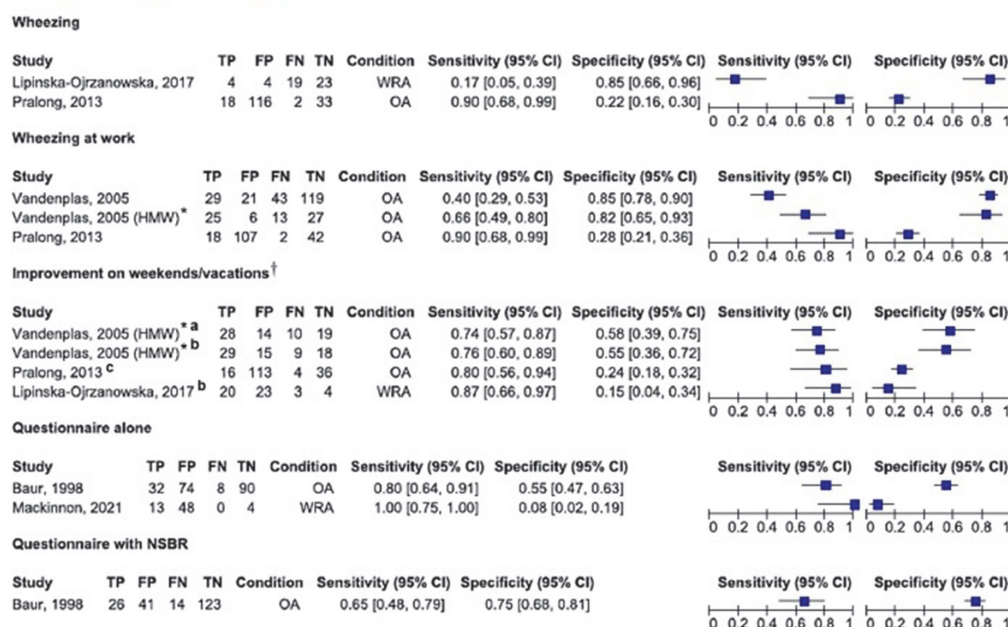 Wheezing
Study TP FP FN TN Condition Sensitivity (95% CI) Specificity (95% CI) Sensitivity (95% CI) Specificity (95% CI)
Lipinska-Ojrzanowska, 2017 4 4 19 23 WRA 0.17 [0.05, 0.39] 0.85 [0.66, 0.96]
Pralong, 2013 18 116 2 33 OA 0.90 [0.68, 0.99] 0.22 [0.16, 0.30]
0 0.2 0.4 0.6 0.8 1 0 0.2 0.4 0.6 0.8 1
Wheezing at work
Study TP FP FN TN Condition Sensitivity (95% CI) Specificity (95% CI) Sensitivity (95% CI) Specificity (95% CI)
Vandenplas, 2005 29 21 43 119 OA 0.40 [0.29, 0.53] 0.85 [0.78, 0.90]
Vandenplas, 2005 (HMW)* 25 6 13 27 OA 0.66 [0.49, 0.80] 0.82 [0.65, 0.93]
Pralong, 2013 18 107 2 42 OA 0.90 [0.68, 0.99] 0.28 [0.21, 0.36]
0 0.2 0.4 0.6 0.8 1 0 0.2 0.4 0.6 0.8 1
Improvement on weekends/vacations†
Study TP FP FN TN Condition Sensitivity (95% CI) Specificity (95% CI) Sensitivity (95% CI) Specificity (95% CI)
Vandenplas, 2005 (HMW)* a 28 14 10 19 OA 0.74 [0.57, 0.87] 0.58 [0.39, 0.75]
Vandenplas, 2005 (HMW)* b 29 15 9 18 OA 0.76 [0.60, 0.89] 0.55 [0.36, 0.72]
Pralong, 2013 c 16 113 4 36 OA 0.80 [0.56, 0.94] 0.24 [0.18, 0.32]
Lipinska-Ojrzanowska, 2017 b 20 23 3 4 WRA 0.87 [0.66, 0.97] 0.15 [0.04, 0.34]
0 0.2 0.4 0.6 0.8 1 0 0.2 0.4 0.6 0.8 1
Questionnaire alone
Study TP FP FN TN Condition Sensitivity (95% CI) Specificity (95% CI) Sensitivity (95% CI) Specificity (95% CI)
Baur, 1998 32 74 8 90 OA 0.80 [0.64, 0.91] 0.55 [0.47, 0.63]
Mackinnon, 2021 13 48 0 4 WRA 1.00 [0.75, 1.00] 0.08 [0.02, 0.19]
0 0.2 0.4 0.6 0.8 1 0 0.2 0.4 0.6 0.8 1
Questionnaire with NSBR
Study TP FP FN TN Condition Sensitivity (95% CI) Specificity (95% CI) Sensitivity (95% CI) Specificity (95% CI)
Baur, 1998 26 41 14 123 OA 0.65 [0.48, 0.79] 0.75 [0.68, 0.81]
0 0.2 0.4 0.6 0.8 1 0 0.2 0.4 0.6 0.8 1